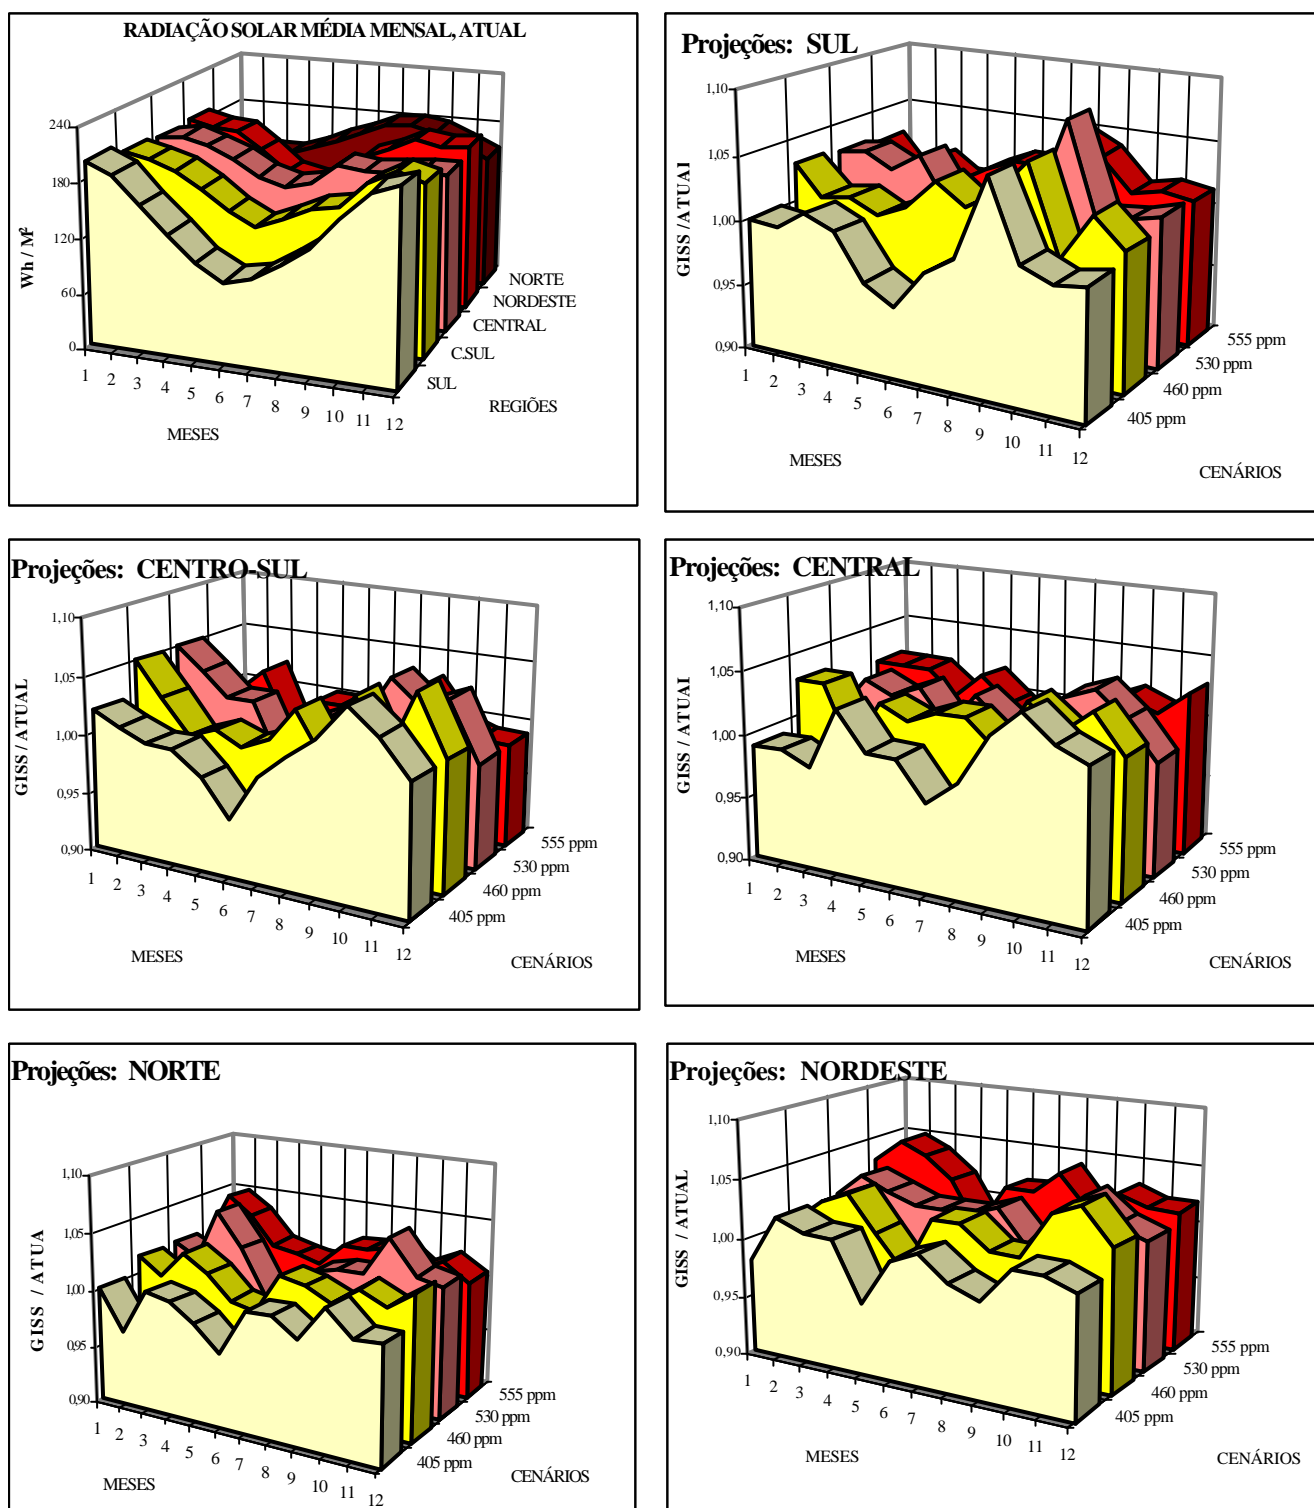 RADIAÇÃO SOLAR MÉDIA MENSAL, ATUAL
240
180
120
60
0
Wh / M²
1 2 3 4 5 6 7 8 9 10 11 12
MESES
NORTE
NORDESTE
CENTRAL
C.SUL
SUL
REGIÕES
Projeções: SUL
1,10
1,05
1,00
0,95
0,90
GISS / ATUAI
1 2 3 4 5 6 7 8 9 10 11 12
MESES
555 ppm
530 ppm
460 ppm
405 ppm
CENÁRIOS
Projeções: CENTRO-SUL
1,10
1,05
1,00
0,95
0,90
GISS / ATUAL
1 2 3 4 5 6 7 8 9 10 11 12
MESES
555 ppm
530 ppm
460 ppm
405 ppm
CENÁRIOS
Projeções: CENTRAL
1,10
1,05
1,00
0,95
0,90
GISS / ATUAI
1 2 3 4 5 6 7 8 9 10 11 12
MESES
555 ppm
530 ppm
460 ppm
405 ppm
CENÁRIOS
Projeções: NORTE
1,10
1,05
1,00
0,95
0,90
GISS / ATUA
1 2 3 4 5 6 7 8 9 10 11 12
MESES
555 ppm
530 ppm
460 ppm
405 ppm
CENÁRIOS
Projeções: NORDESTE
1,10
1,05
1,00
0,95
0,90
GISS / ATUAL
1 2 3 4 5 6 7 8 9 10 11 12
MESES
555 ppm
530 ppm
460 ppm
405 ppm
CENÁRIOS